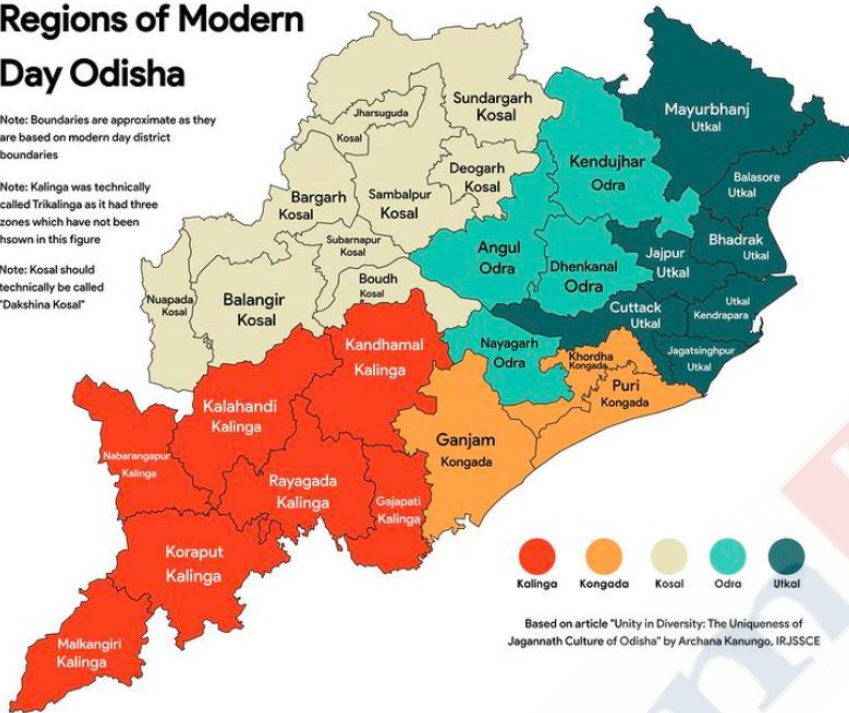 Regions of Modern
Day Odisha
Note: Boundaries are approximate as they
are based on modern day district
boundaries
Note: Kalinga was technically
called Trikalinga as it had three
zones which have not been
hsown in this figure
Note: Kosal should
technically be called
"Dakshina Kosal"
Sundargarh
Kosal
Jharsuguda
Kosal
Mayurbhanj
Utkal
Kendujhar
Odra
Deogarh
Kosal
Bargarh
Kosal
Sambalpur
Kosal
Balasore
Utkal
Subarnapur
Kosal
Angul
Odra
Dhenkanal
Odra
Jajpur
Utkal
Bhadrak
Utkal
Nuapada
Kosal
Balangir
Kosal
Boudh
Kosal
Cuttack
Utkal
Utkal
Kendrapara
Kandhamal
Kalinga
Nayagarh
Odra
Khordha
Kongada
Jagatsinghpur
Utkal
Puri
Kongada
Kalahandi
Kalinga
Ganjam
Kongada
Nabarangapur
Kalinga
Rayagada
Kalinga
Gajapati
Kalinga
Koraput
Kalinga
Malkangiri
Kalinga
Kalinga
Kongada
Kosal
Odra
Utkal
Based on article "Unity in Diversity: The Uniqueness of
Jagannath Culture of Odisha" by Archana Kanungo, IRJSSCE